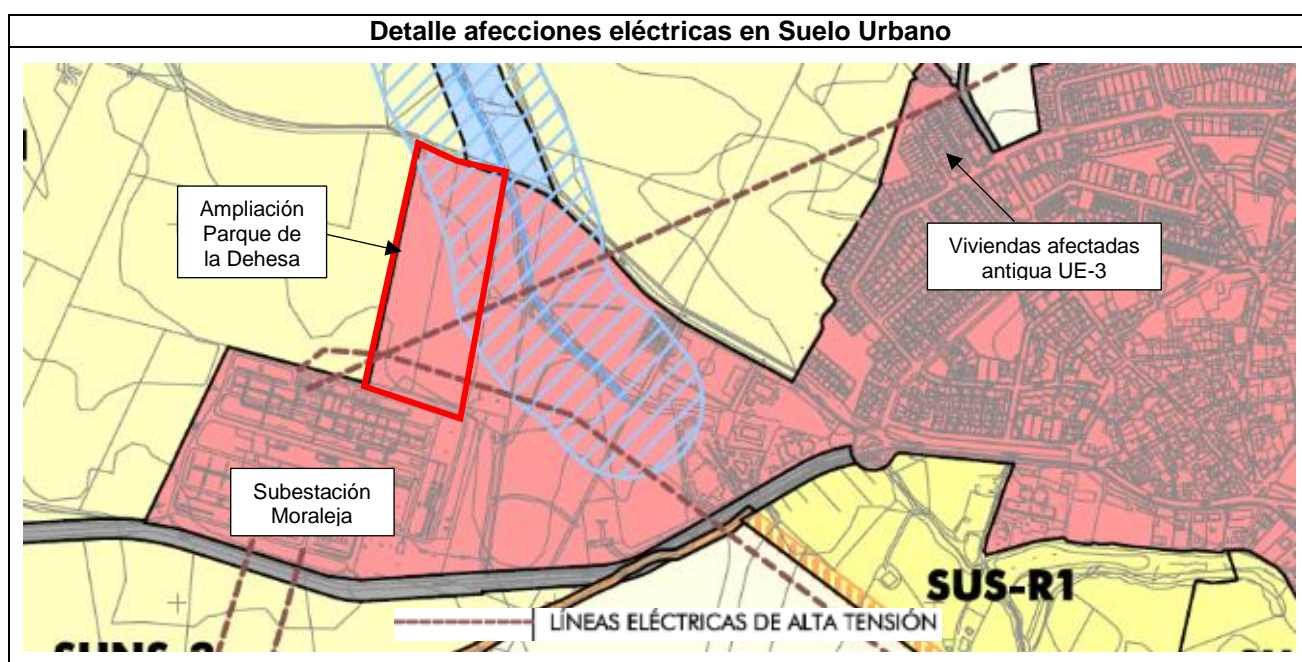 Detalle afecciones eléctricas en Suelo Urbano
Ampliación
Parque de
la Dehesa
Viviendas afectadas
antigua UE-3
Subestación
Moraleja
SUS-R1
LÍNEAS ELÉCTRICAS DE ALTA TENSIÓN